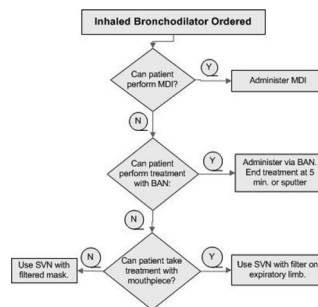 Inhaled Bronchodilator Ordered
Can patient
perform MDI?
Y
Administer MDI
N
Can patient
perform treatment
with BAN:
Y
Administer via BAN.
End treatment at 5
min. or sputter
N
Can patient take
treatment with
mouthpiece?
N
Use SVN with
filtered mask.
Y
Use SVN with filter on
expiratory limb.